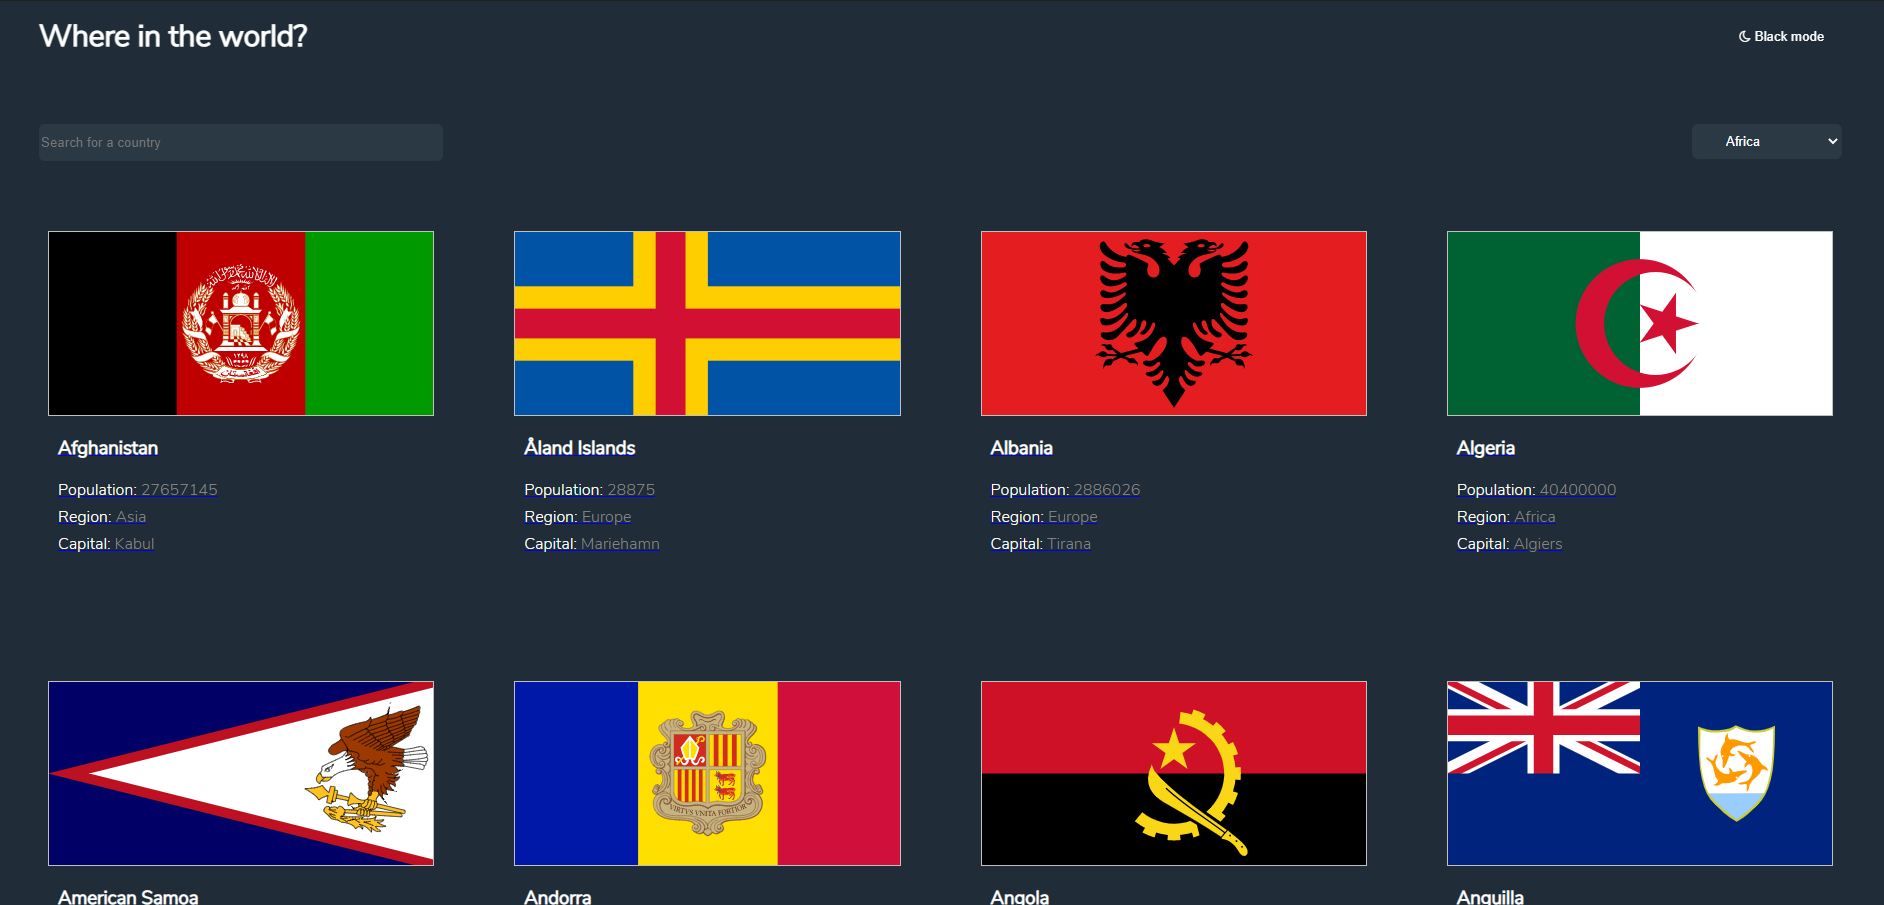 Where in the world?
Black mode
Search for a country
Africa
Afghanistan
Population: 27657145
Region: Asia
Capital: Kabul
Åland Islands
Population: 28875
Region: Europe
Capital: Mariehamn
Albania
Population: 2886026
Region: Europe
Capital: Tirana
Algeria
Population: 40400000
Region: Africa
Capital: Algiers
VIRTVS VNITA FORTIOR
American Samoa
Andorra
Angola
Anguilla